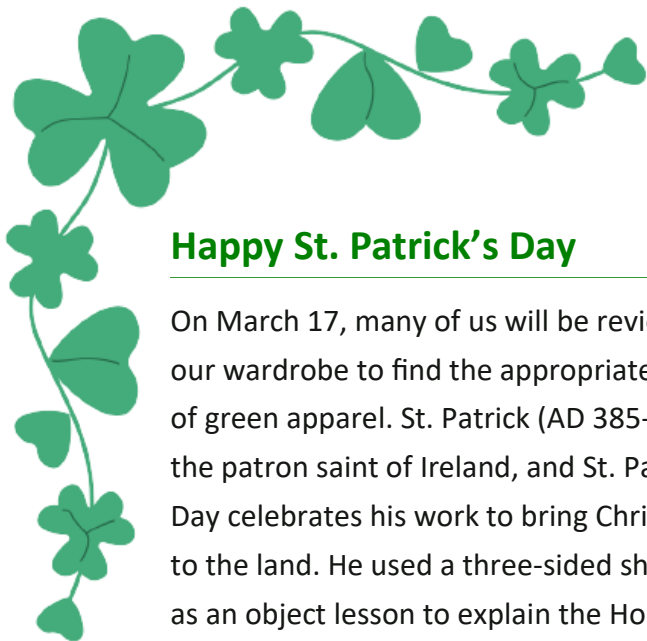 Happy St. Patrick’s Day
On March 17, many of us will be
our wardrobe to find the appropriate
of green apparel. St. Patrick (AD 385-
the patron saint of Ireland, and St.
Day celebrates his work to bring
to the land. He used a three-sided
as an object lesson to explain the